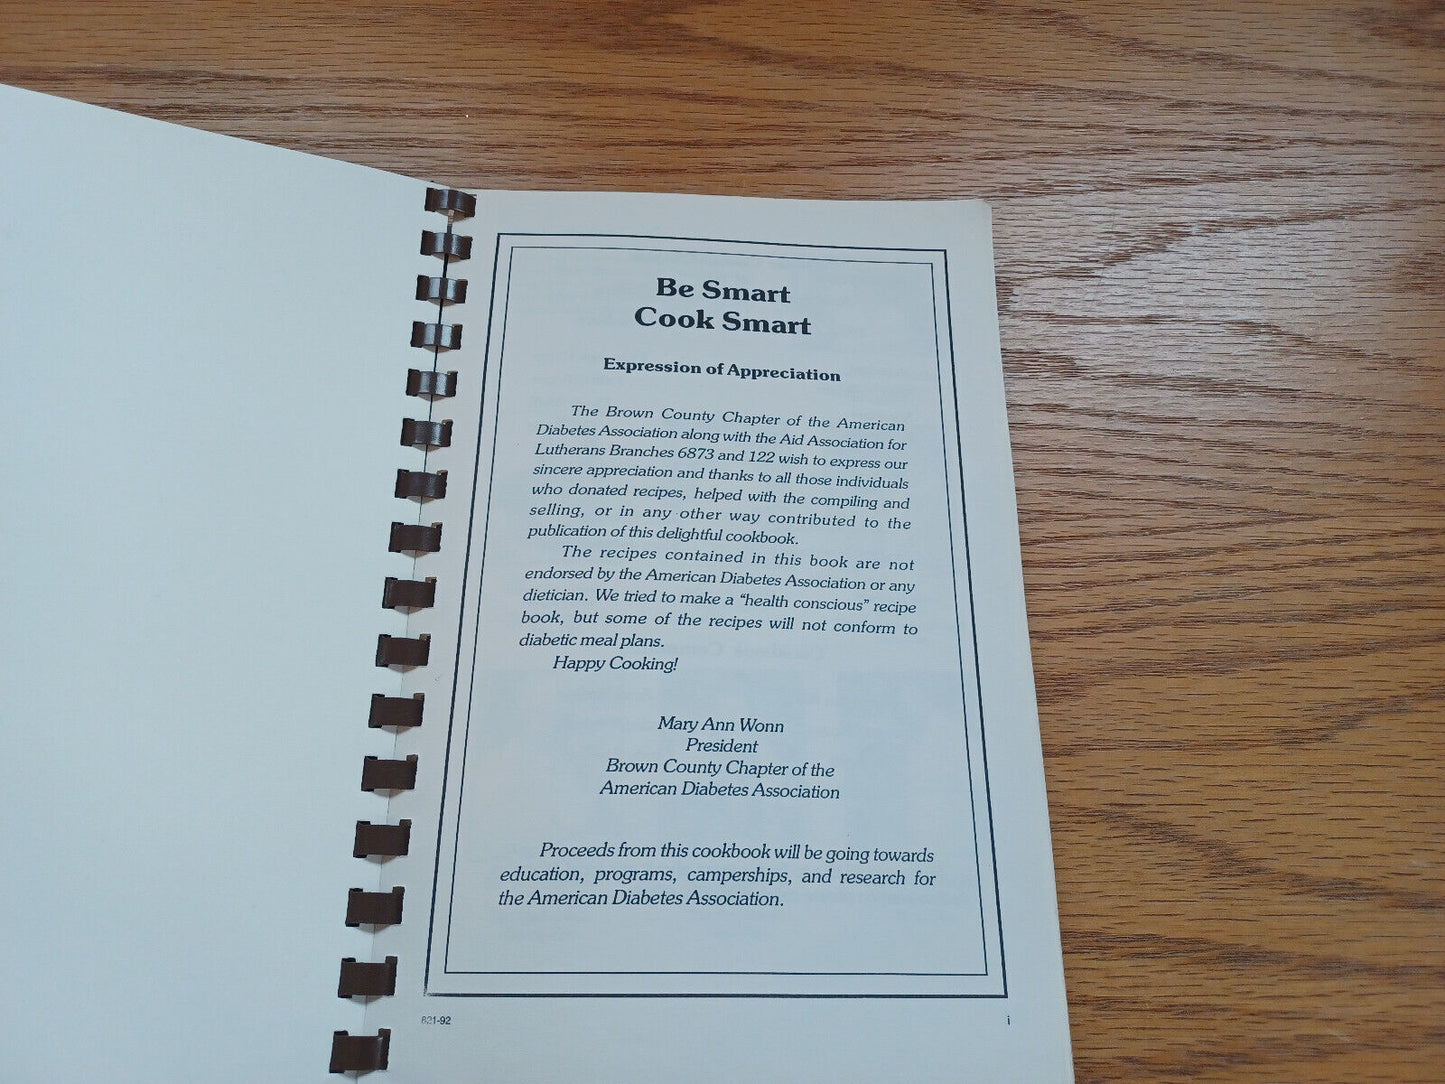 Be Smart
Cook Smart
Expression of Appreciation
The Brown County Chapter of the American
Diabetes Association along with the Aid Association for
Lutherans Branches 6873 and 122 wish to express our
sincere appreciation and thanks to all those individuals
who donated recipes, helped with the compiling and
selling, or in any other way contributed to the
publication of this delightful cookbook.
The recipes contained in this book are not
endorsed by the American Diabetes Association or any
dietician. We tried to make a "health conscious" recipe
book, but some of the recipes will not conform to
diabetic meal plans.
Happy Cooking!
Mary Ann Wonn
President
Brown County Chapter of the
American Diabetes Association
Proceeds from this cookbook will be going towards
education, programs, camperships, and research for
the American Diabetes Association.
821-92
i